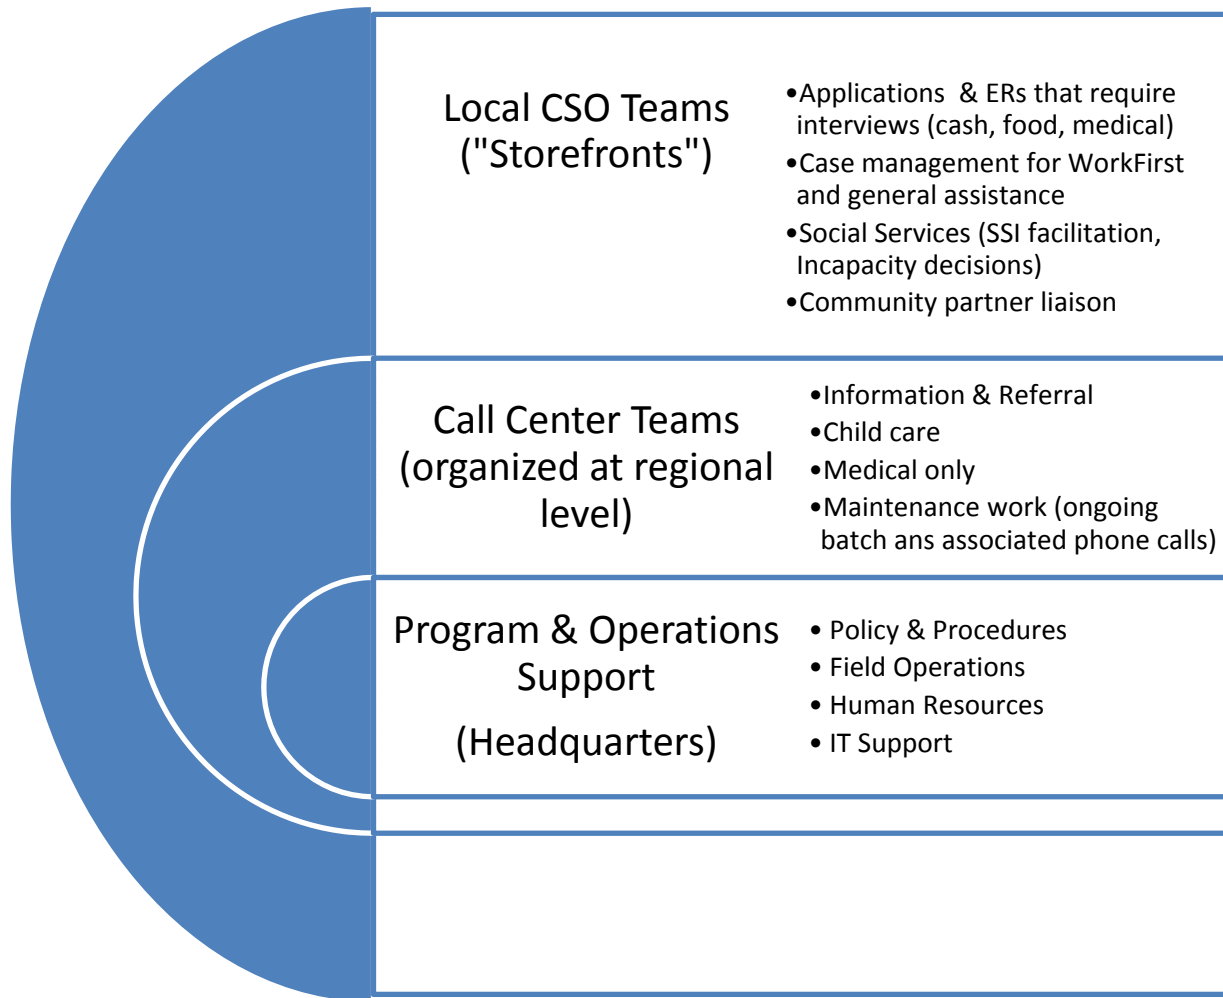 Local CSO Teams
("Storefronts")
•Applications & ERs that require
interviews (cash, food, medical)
•Case management for WorkFirst
and general assistance
•Social Services (SSI facilitation,
Incapacity decisions)
•Community partner liaison
Call Center Teams
(organized at regional
level)
•Information & Referral
•Child care
•Medical only
•Maintenance work (ongoing
batch ans associated phone calls)
Program & Operations
Support
(Headquarters)
• Policy & Procedures
• Field Operations
• Human Resources
• IT Support